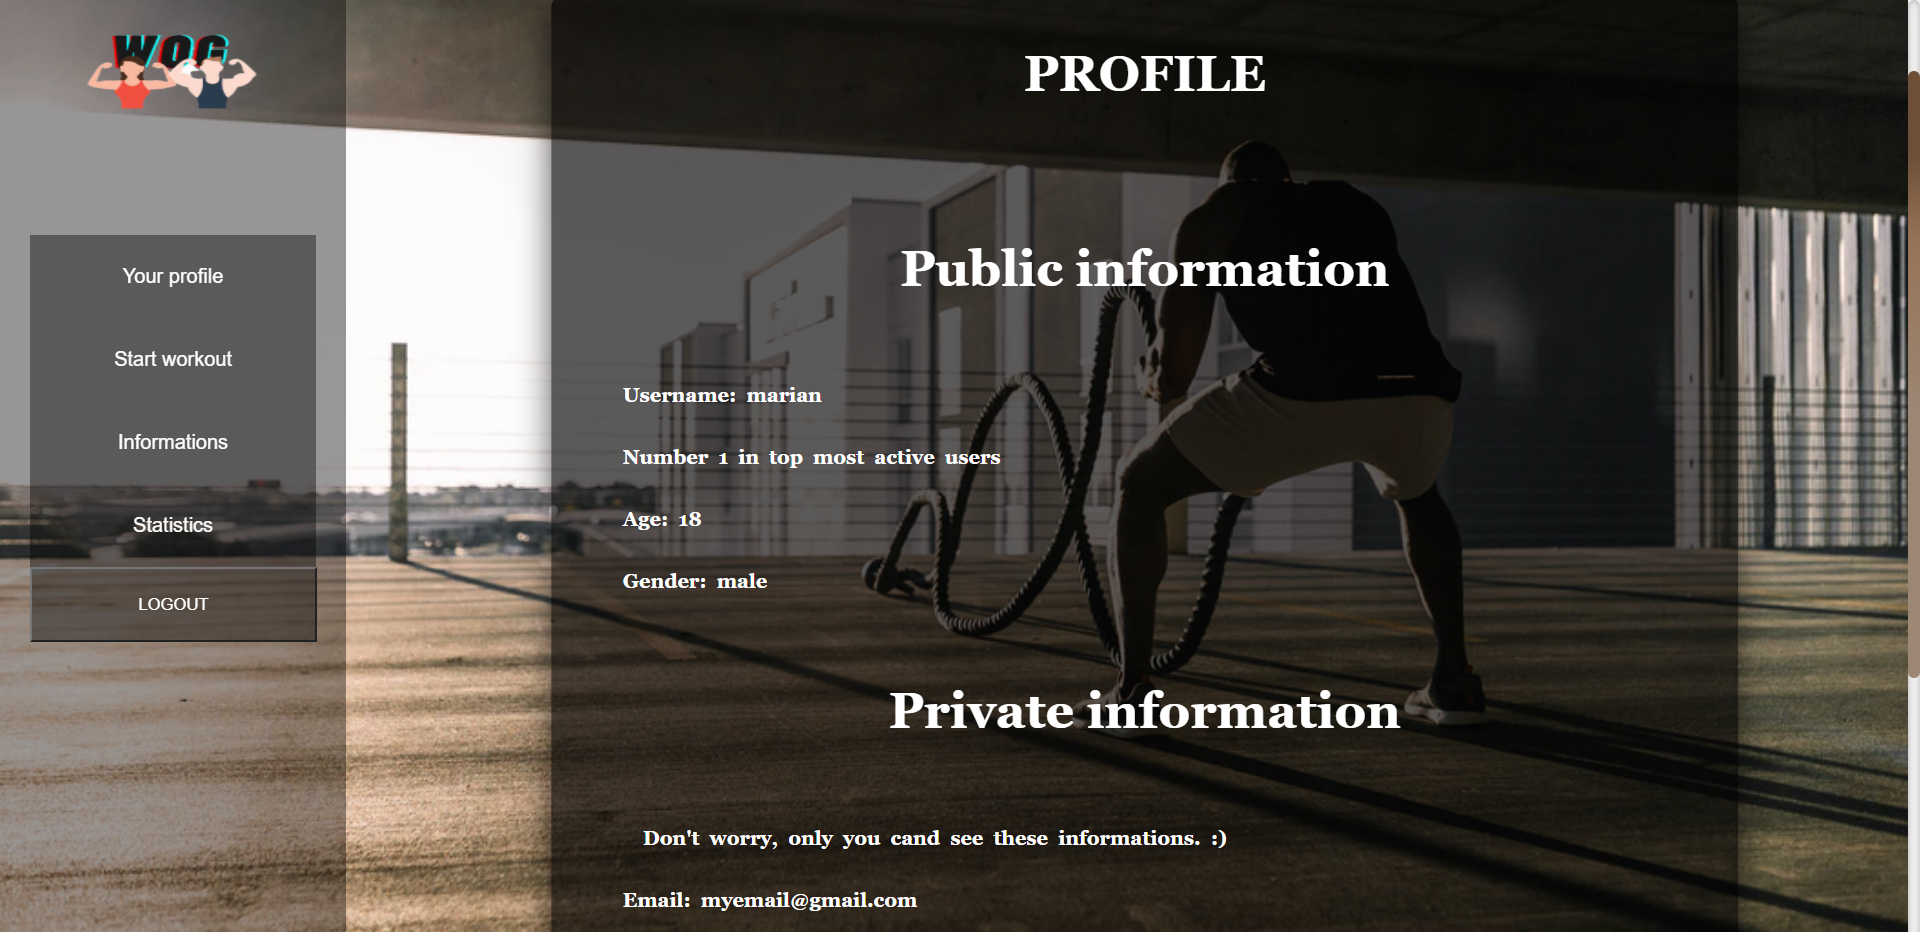 WOG
Your profile
Start workout
Informations
Statistics
LOGOUT
PROFILE
Public information
Username: marian
Number 1 in top most active users
Age: 18
Gender: male
Private information
Don't worry, only you cand see these informations. :)
Email: myemail@gmail.com